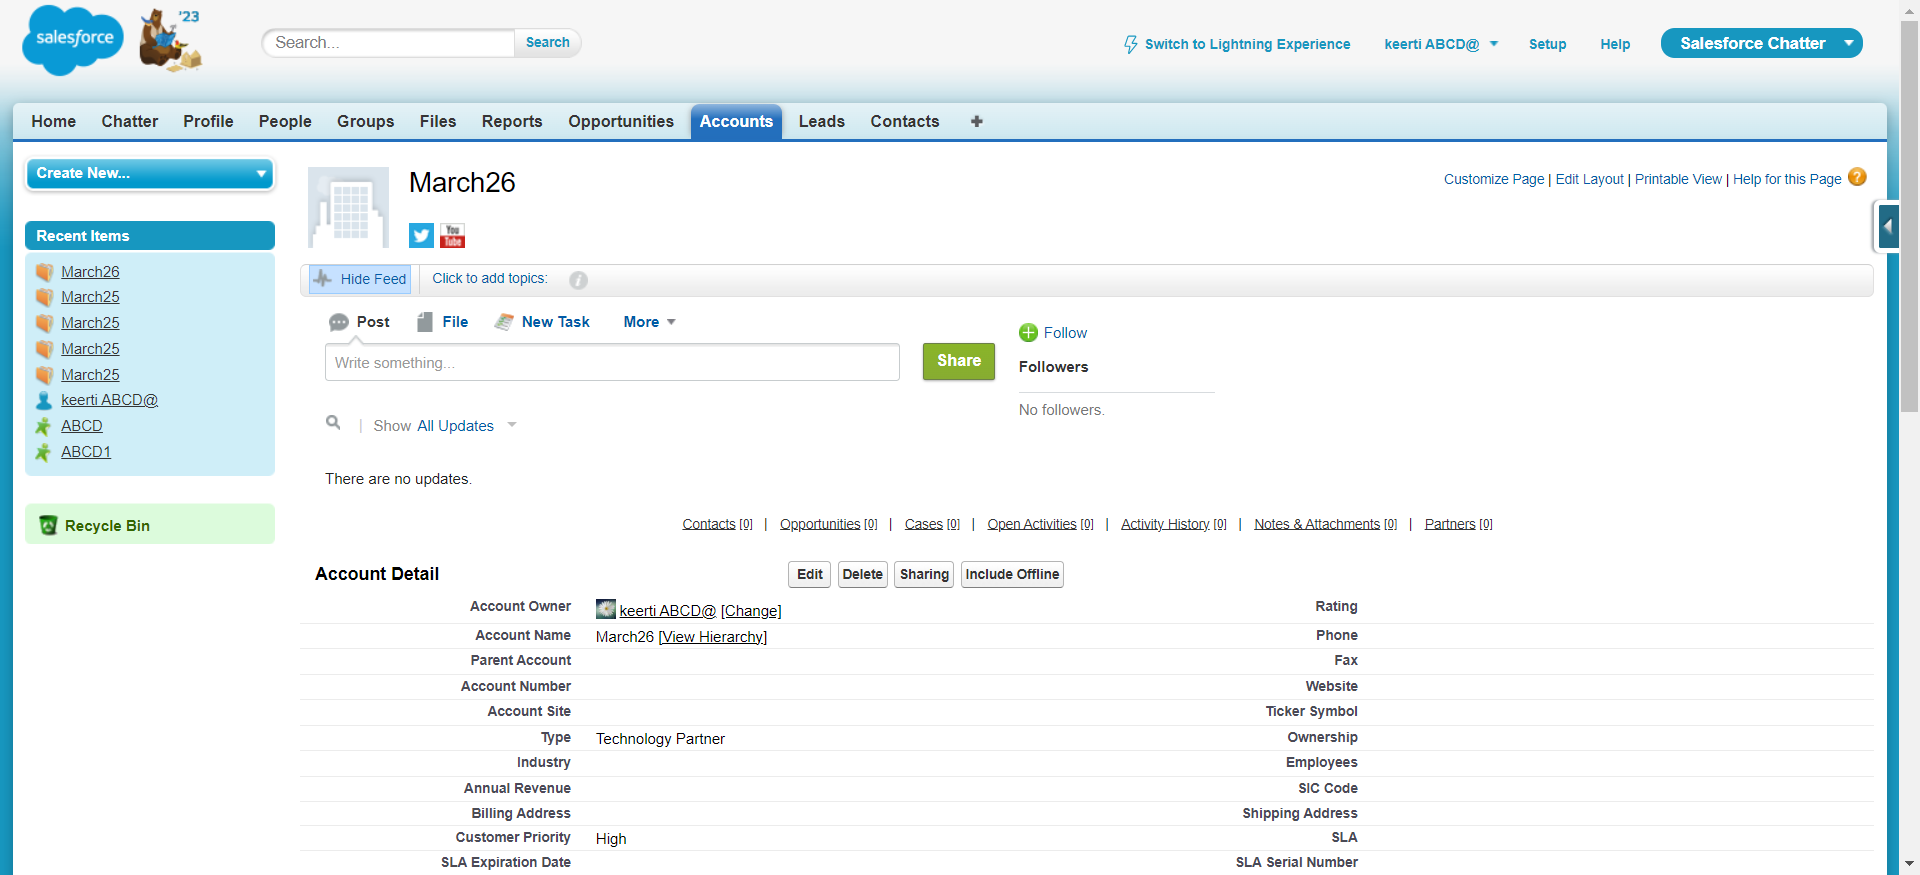 salesforce
'23
Search...
Search
Switch to Lightning Experience
keerti ABCD@
Setup
Help
Salesforce Chatter
Home Chatter Profile People Groups Files Reports Opportunities Accounts Leads Contacts +
Create New...
Recent Items
March26
March25
March25
March25
March25
keerti ABCD@
ABCD
ABCD1
Recycle Bin
March26
Customize Page | Edit Layout | Printable View | Help for this Page ?
You
Tube
Hide Feed
Click to add topics: i
Post File New Task More
Write something...
Share
Follow
Followers
No followers.
| Show All Updates
There are no updates.
Contacts [0] | Opportunities [0] | Cases [0] | Open Activities [0] | Activity History [0] | Notes & Attachments [0] | Partners [0]
Account Detail
Edit Delete Sharing Include Offline
Account Owner keerti ABCD@ [Change] Rating
Account Name March26 [View Hierarchy] Phone
Parent Account Fax
Account Number Website
Account Site Ticker Symbol
Type Technology Partner Ownership
Industry Employees
Annual Revenue SIC Code
Billing Address Shipping Address
Customer Priority High SLA
SLA Expiration Date SLA Serial Number